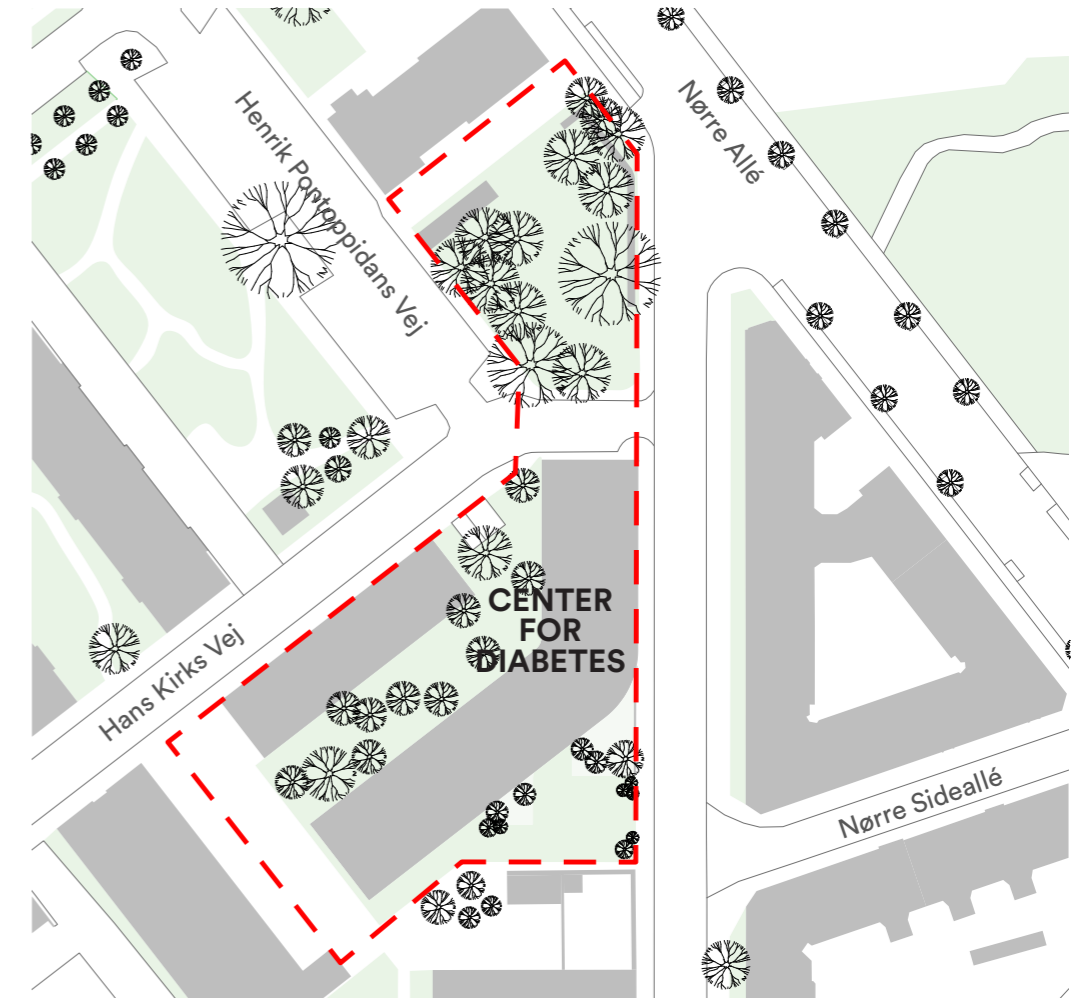 Nørre Allé
Henrik Pontoppidans Vej
CENTER
FOR
DIABETES
Hans Kirks Vej
Nørre Sideallé